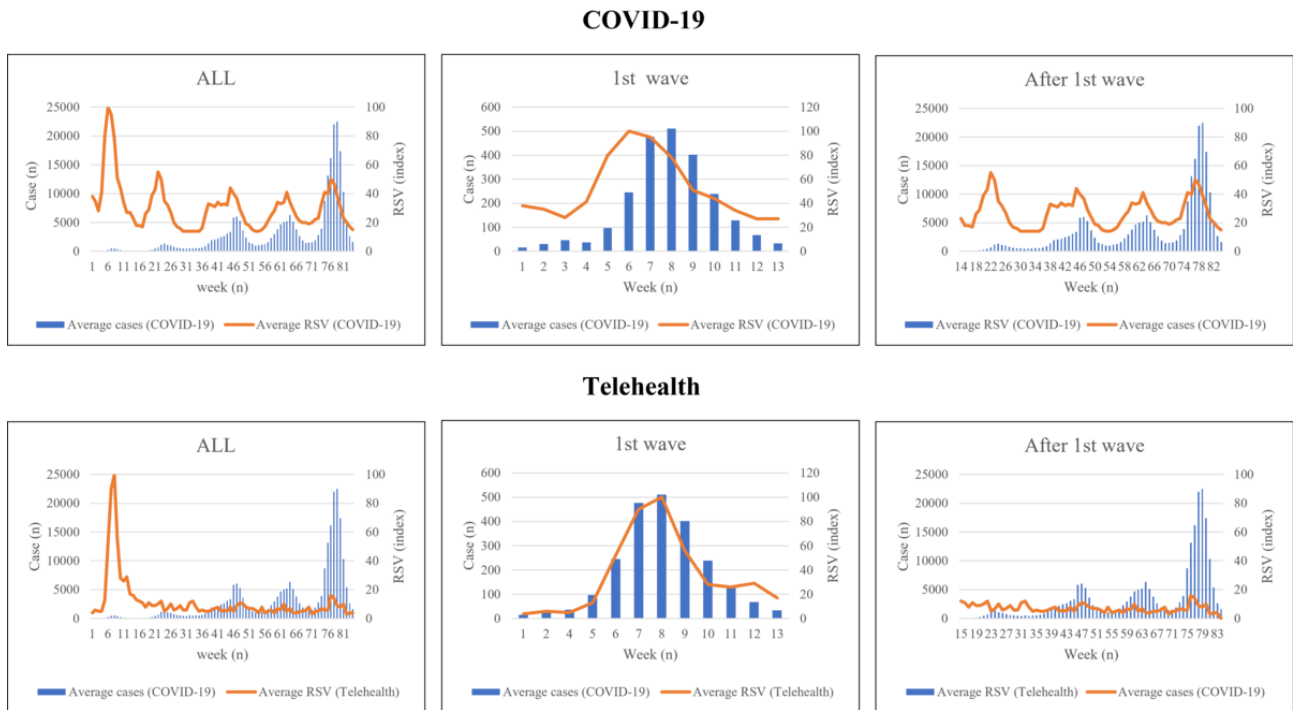 COVID-19
ALL
25000
20000
15000
10000
5000
0
Case (n)
100
80
60
40
20
0
RSV (index)
1 6 11 16 21 26 31 36 41 46 51 56 61 66 71 76 81
week (n)
Average cases (COVID-19) Average RSV (COVID-19)
1st wave
600
500
400
300
200
100
0
Case (n)
120
100
80
60
40
20
0
RSV (index)
1 2 3 4 5 6 7 8 9 10 11 12 13
Week (n)
Average cases (COVID-19) Average RSV (COVID-19)
After 1st wave
25000
20000
15000
10000
5000
0
Case (n)
100
80
60
40
20
0
RSV (index)
14 18 22 26 30 34 38 42 46 50 54 58 62 66 70 74 78 82
Week (n)
Average RSV (COVID-19) Average cases (COVID-19)
Telehealth
ALL
25000
20000
15000
10000
5000
0
Case (n)
100
80
60
40
20
0
RSV (index)
1 6 11 16 21 26 31 36 41 46 51 56 61 66 71 76 81
week (n)
Average cases (COVID-19) Average RSV (Telehealth)
1st wave
600
500
400
300
200
100
0
Case (n)
120
100
80
60
40
20
0
RSV (index)
1 2 4 5 6 7 8 9 10 11 12 13
Week (n)
Average cases (COVID-19) Average RSV (Telehealth)
After 1st wave
25000
20000
15000
10000
5000
0
Case (n)
100
80
60
40
20
0
RSV (index)
15 19 23 27 31 35 39 43 47 51 55 59 63 67 71 75 79 83
Week (n)
Average RSV (Telehealth) Average cases (COVID-19)